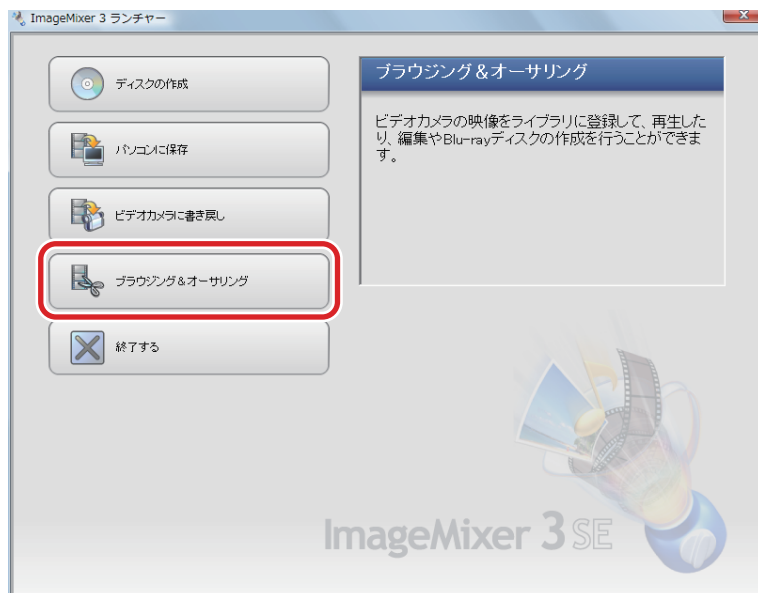 ImageMixer 3 ランチャー
ディスクの作成
パソコンに保存
ビデオカメラに書き戻し
ブラウジング&オーサリング
終了する
ブラウジング&オーサリング
ビデオカメラの映像をライブラリに登録して、再生した
り、編集やBlu-rayディスクの作成を行うことができま
す。
ImageMixer 3 SE